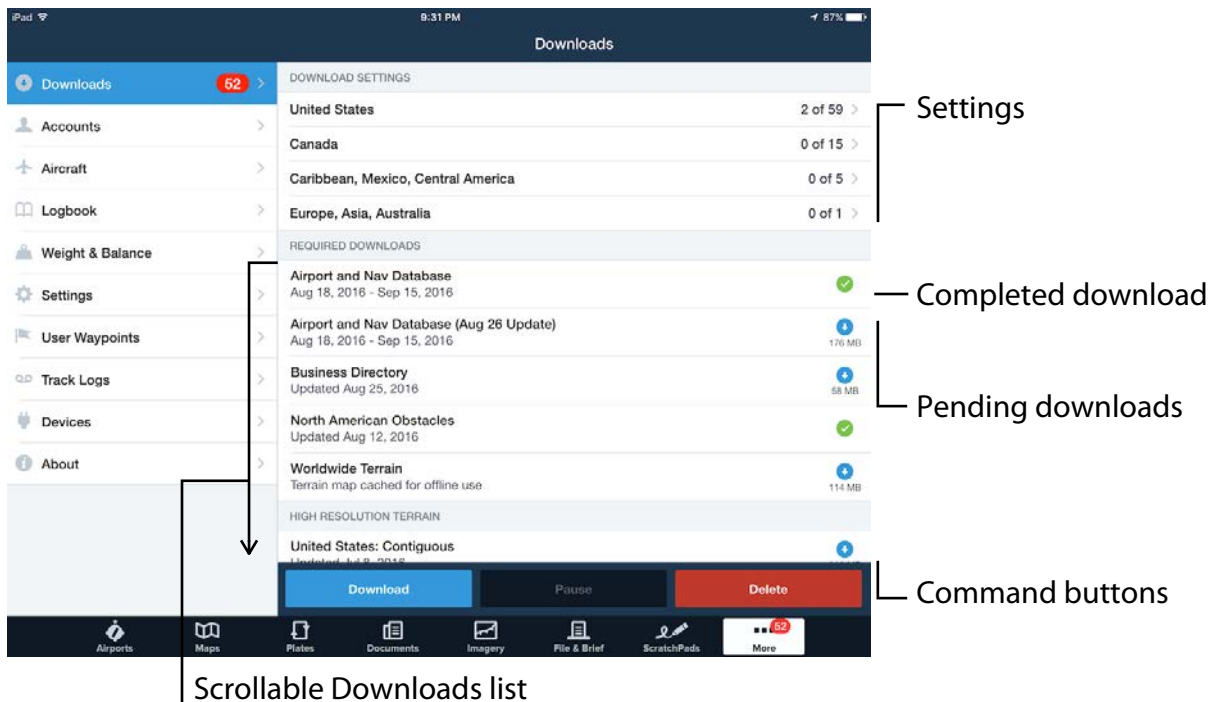 iPad 9:31 PM 87%
Downloads
Downloads 52
Accounts
Aircraft
Logbook
Weight & Balance
Settings
User Waypoints
Track Logs
Devices
About
DOWNLOAD SETTINGS
United States 2 of 59
Canada 0 of 15
Caribbean, Mexico, Central America 0 of 5
Europe, Asia, Australia 0 of 1
REQUIRED DOWNLOADS
Airport and Nav Database
Aug 18, 2016 - Sep 15, 2016
Airport and Nav Database (Aug 26 Update)
Aug 18, 2016 - Sep 15, 2016 176 MB
Business Directory
Updated Aug 25, 2016 58 MB
North American Obstacles
Updated Aug 12, 2016
Worldwide Terrain
Terrain map cached for offline use 114 MB
HIGH RESOLUTION TERRAIN
United States: Contiguous
Updated Jul 8, 2016
Download Pause Delete
Airports Maps Plates Documents Imagery File & Brief ScratchPads More 52
Settings
Completed download
Pending downloads
Command buttons
Scrollable Downloads list